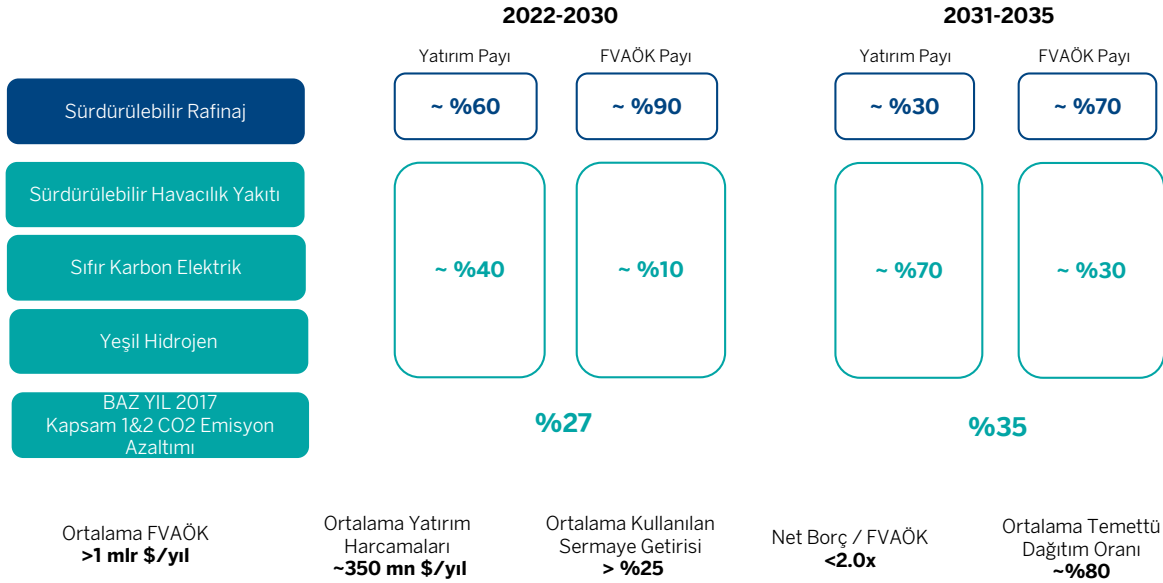 2022-2030
2031-2035
Yatırım Payı
FVAÖK Payı
Yatırım Payı
FVAÖK Payı
Sürdürülebilir Rafinaj
~ %60
~ %90
~ %30
~ %70
Sürdürülebilir Havacılık Yakıtı
Sıfır Karbon Elektrik
~ %40
~ %10
~ %70
~ %30
Yeşil Hidrojen
BAZ YIL 2017
Kapsam 1&2 CO2 Emisyon
Azaltımı
%27
%35
Ortalama FVAÖK
>1 mlr $/yıl
Ortalama Yatırım
Harcamaları
~350 mn $/yıl
Ortalama Kullanılan
Sermaye Getirisi
> %25
Net Borç / FVAÖK
<2.0x
Ortalama Temettü
Dağıtım Oranı
~%80